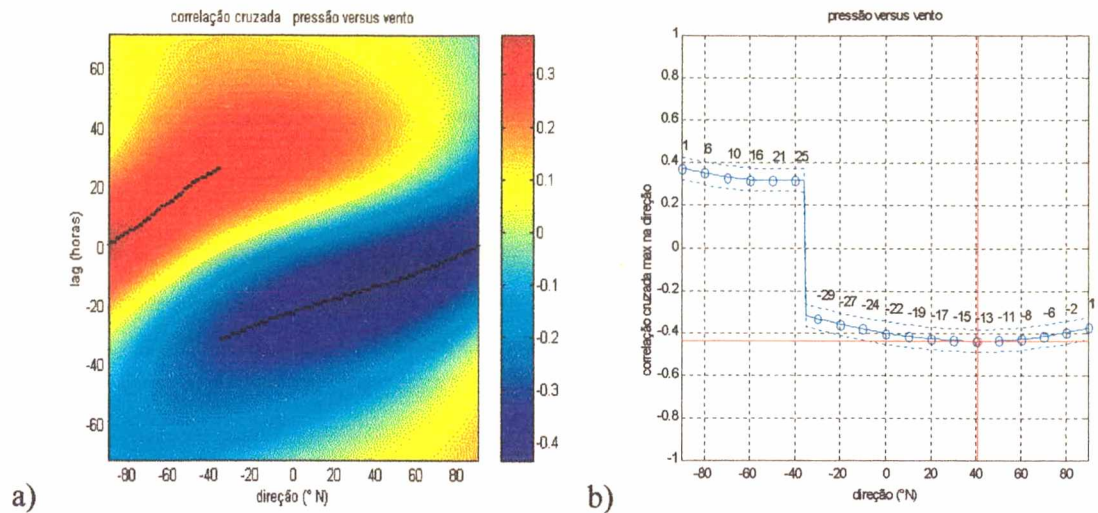 correlação cruzada pressão versus vento
lag (horas)
60
40
20
0
-20
-40
-60
-80 -60 -40 -20 0 20 40 60 80
direção (° N)
0.3
0.2
0.1
0
-0.1
-0.2
-0.3
-0.4
a)
pressão versus vento
correlação cruzada max na direção
1
0.8
0.6
0.4
0.2
0
-0.2
-0.4
-0.6
-0.8
-1
1 6 10 16 21 25
-29 -27 -24 -22 -19 -17 -15 -13 -11 -8 -6 -2 1
-80 -60 -40 -20 0 20 40 60 80
direção (°N)
b)